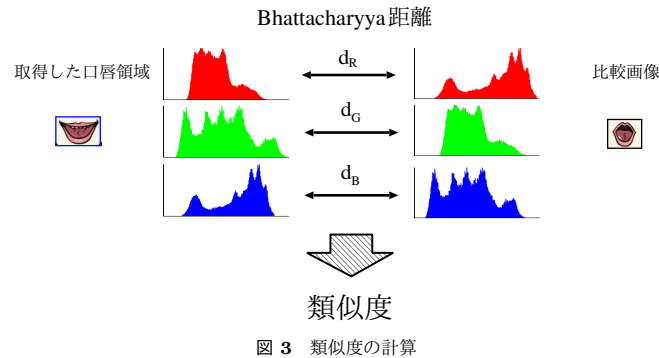 Bhattacharyya距離
取得した口唇領域
d_R
比較画像
d_G
d_B
類似度
図 3 類似度の計算